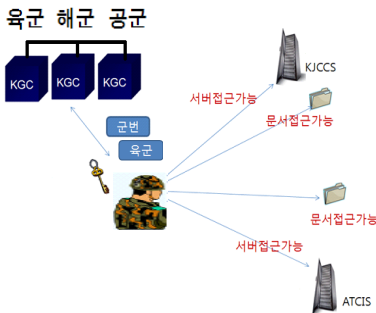 육군 해군 공군
KGC KGC KGC
KJCCS
서버접근가능
문서접근가능
군번
육군
문서접근가능
서버접근가능
ATCIS